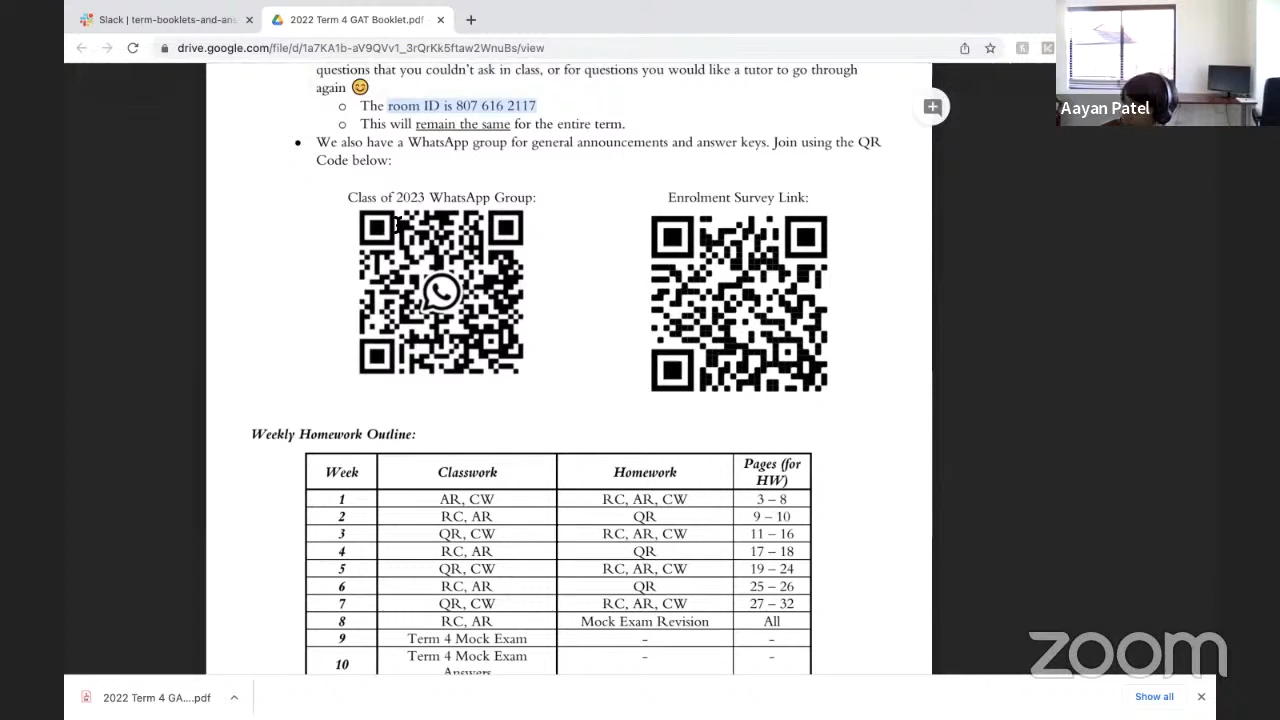 Slack | term-booklets-and-ans
2022 Term 4 GAT Booklet.pdf
drive.google.com/file/d/1a7KA1b-aV9QVv1_3rQrKk5ftaw2WnuBs/view
Aayan Patel
questions that you couldn't ask in class, or for questions you would like a tutor to go through
again 😊
o The room ID is 807 616 2117
o This will remain the same for the entire term.
• We also have a WhatsApp group for general announcements and answer keys. Join using the QR
Code below:
Class of 2023 WhatsApp Group: Enrolment Survey Link:
Weekly Homework Outline:
Week Classwork Homework Pages (for HW)
1 AR, CW RC, AR, CW 3 – 8
2 RC, AR QR 9 – 10
3 QR, CW RC, AR, CW 11 – 16
4 RC, AR QR 17 – 18
5 QR, CW RC, AR, CW 19 – 24
6 RC, AR QR 25 – 26
7 QR, CW RC, AR, CW 27 – 32
8 RC, AR Mock Exam Revision All
9 Term 4 Mock Exam - -
10 Term 4 Mock Exam Answers - -
zoom
2022 Term 4 GA....pdf
Show all